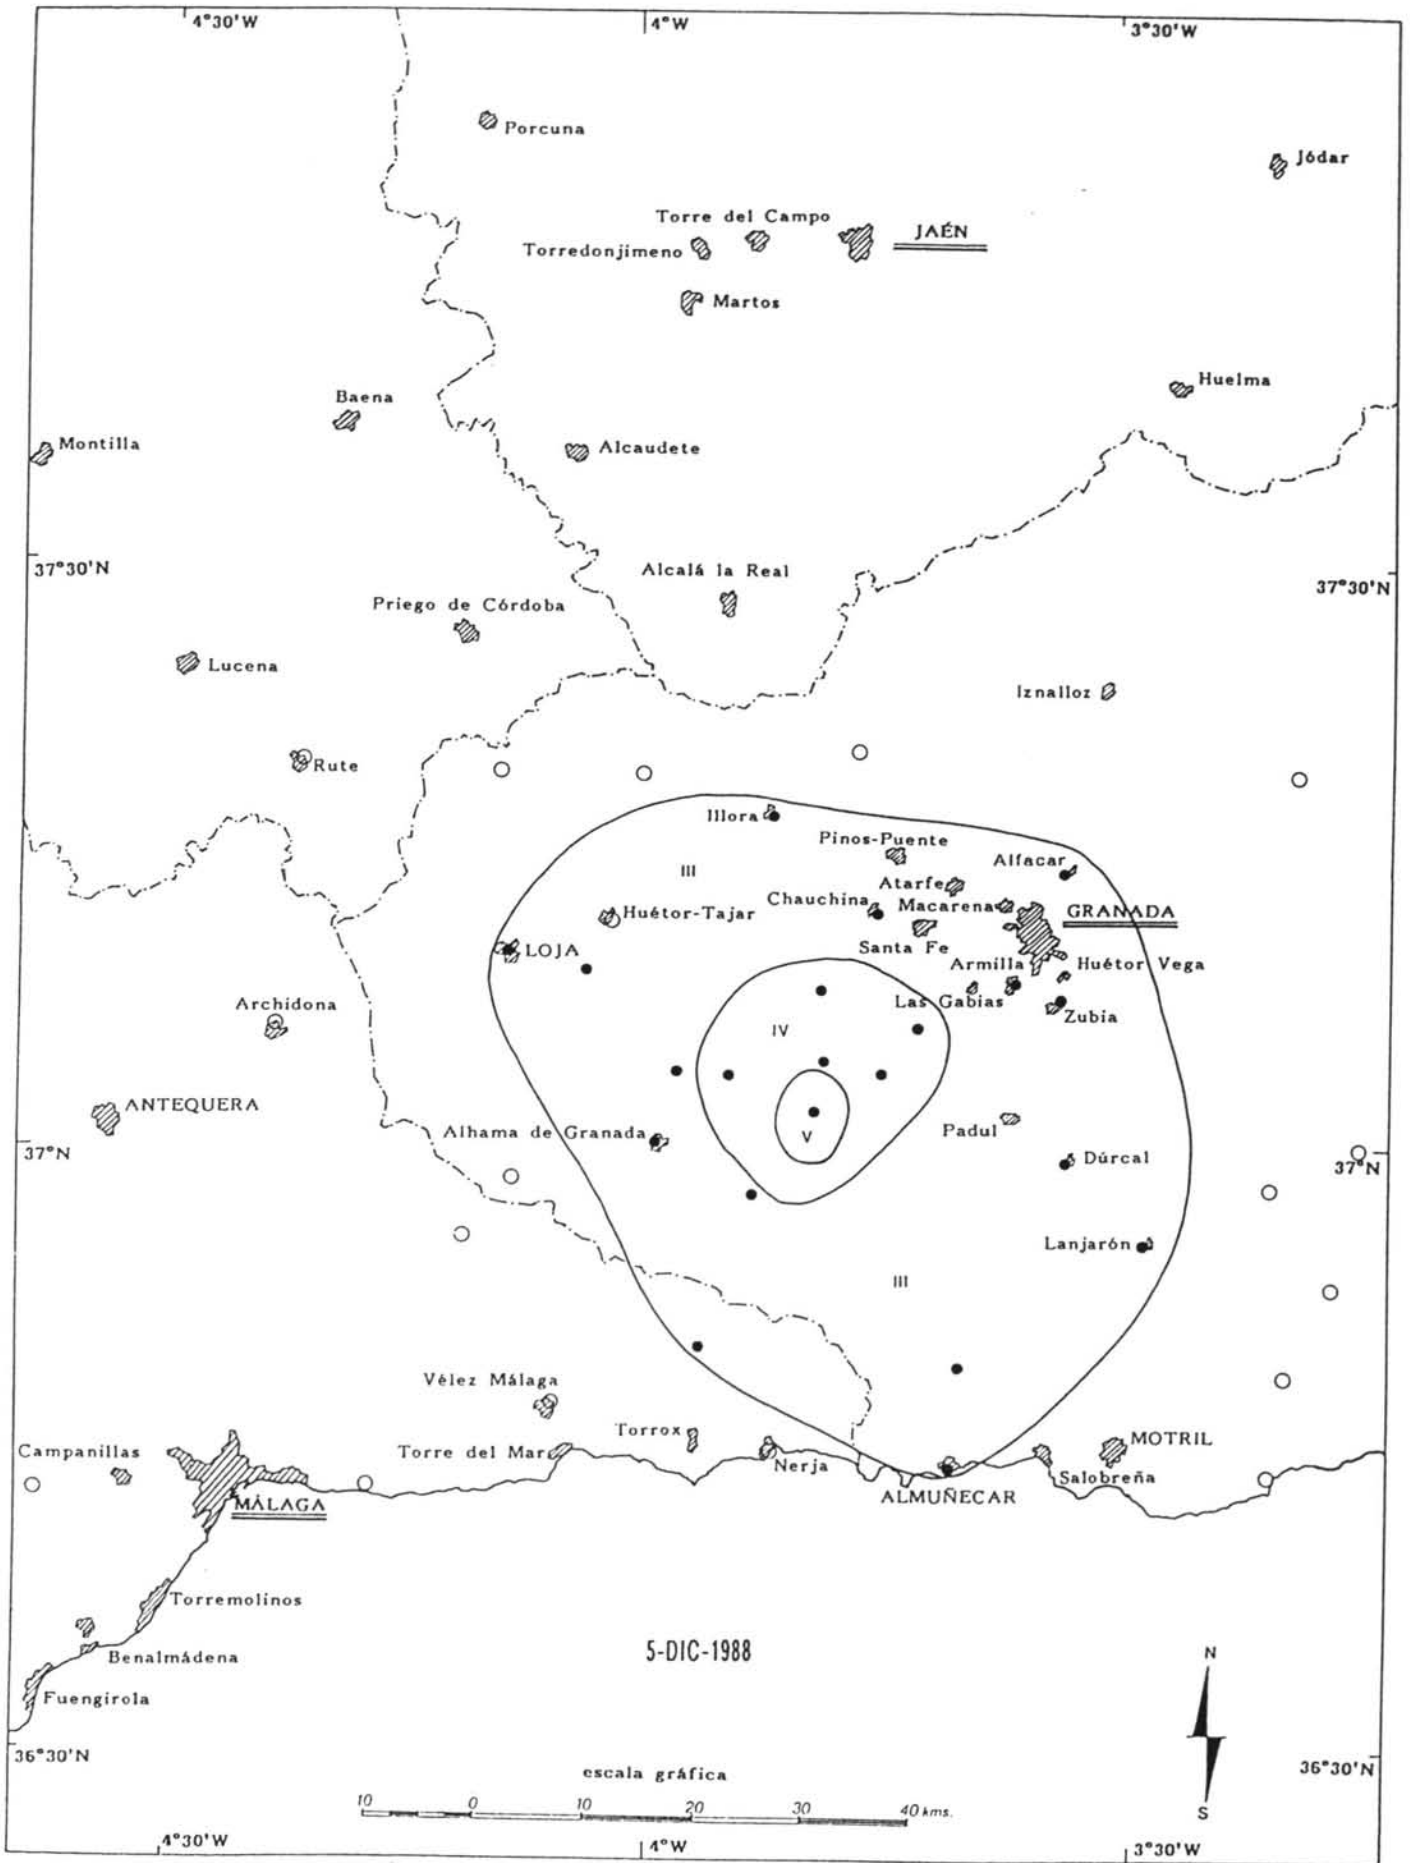 4°30'W
4°W
3°30'W
Porcuna
Jódar
Torre del Campo
JAÉN
Torredonjimeno
Martos
Huelma
Baena
Montilla
Alcaudete
37°30'N
Alcalá la Real
37°30'N
Priego de Córdoba
Lucena
Iznalloz
Rute
Illora
Pinos-Puente
Alfacar
III
Atarfe
Chauchina
Macarena
GRANADA
Huétor-Tajar
Santa Fe
LOJA
Armilla
Huétor Vega
Las Gabias
Archidona
Zubia
IV
ANTEQUERA
Padul
Alhama de Granada
V
37°N
Dúrcal
37°N
Lanjarón
III
Vélez Málaga
Torrox
MOTRIL
Campanillas
Torre del Mar
Nerja
Salobreña
ALMUÑECAR
MÁLAGA
Torremolinos
5-DIC-1988
N
Benalmádena
Fuengirola
36°30'N
36°30'N
escala gráfica
10 0 10 20 30 40 kms.
S
4°30'W
4°W
3°30'W